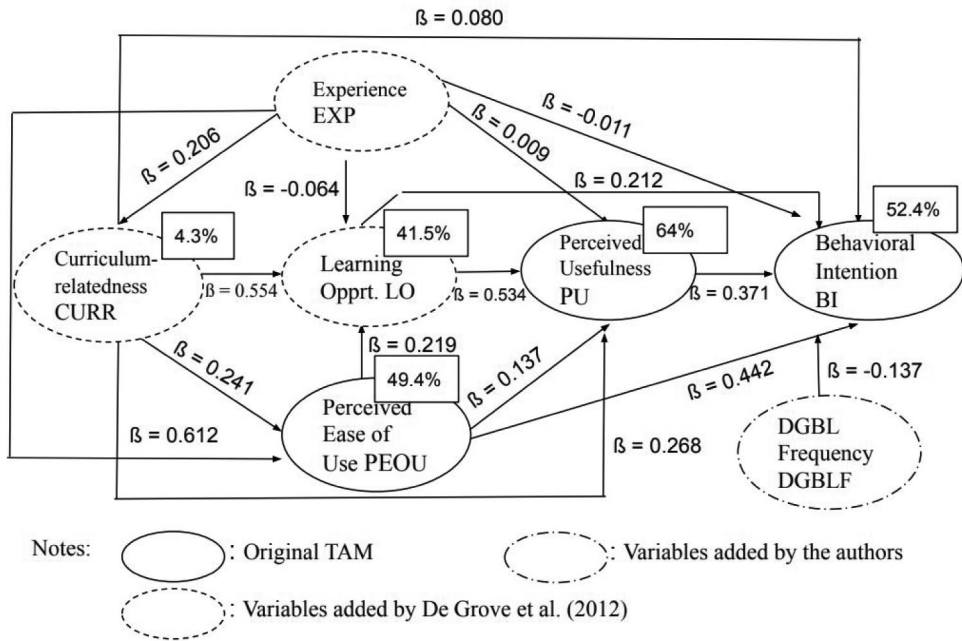 ß = 0.080
Experience
EXP
ß = 0.206
ß = -0.064
ß = 0.009
ß = -0.011
ß = 0.212
4.3%
41.5%
64%
52.4%
Curriculum-
relatedness
CURR
ß = 0.554
Learning
Opprt. LO
ß = 0.534
Perceived
Usefulness
PU
ß = 0.371
Behavioral
Intention
BI
ß = 0.241
ß = 0.219
ß = 0.137
ß = 0.442
ß = -0.137
49.4%
Perceived
Ease of
Use PEOU
ß = 0.612
ß = 0.268
DGBL
Frequency
DGBLF
Notes:
: Original TAM
: Variables added by the authors
: Variables added by De Grove et al. (2012)